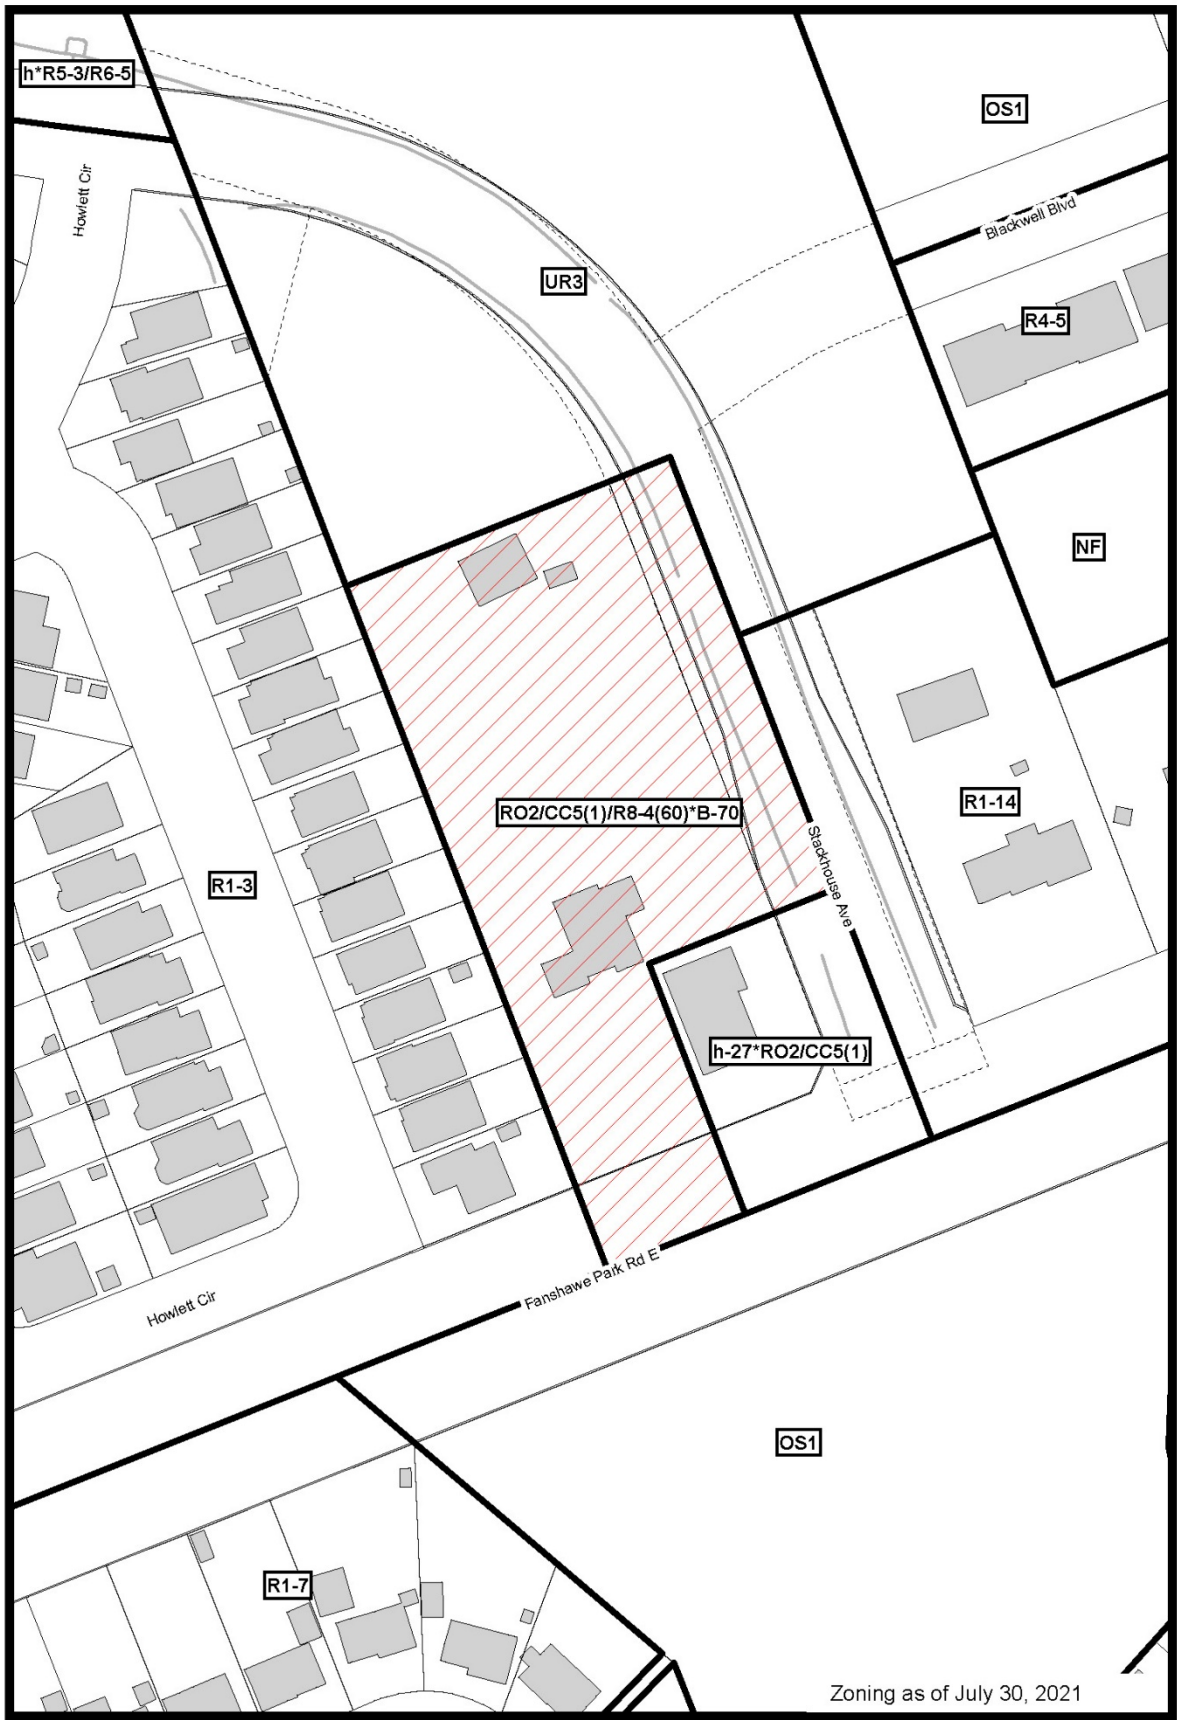 h*R5-3/R6-5
OS1
Howlett Cir
Blackwell Blvd
UR3
R4-5
NF
RO2/CC5(1)/R8-4(60)*B-70
R1-14
Stackhouse Ave
R1-3
h-27*RO2/CC5(1)
Fanshawe Park Rd E
Howlett Cir
OS1
R1-7
Zoning as of July 30, 2021